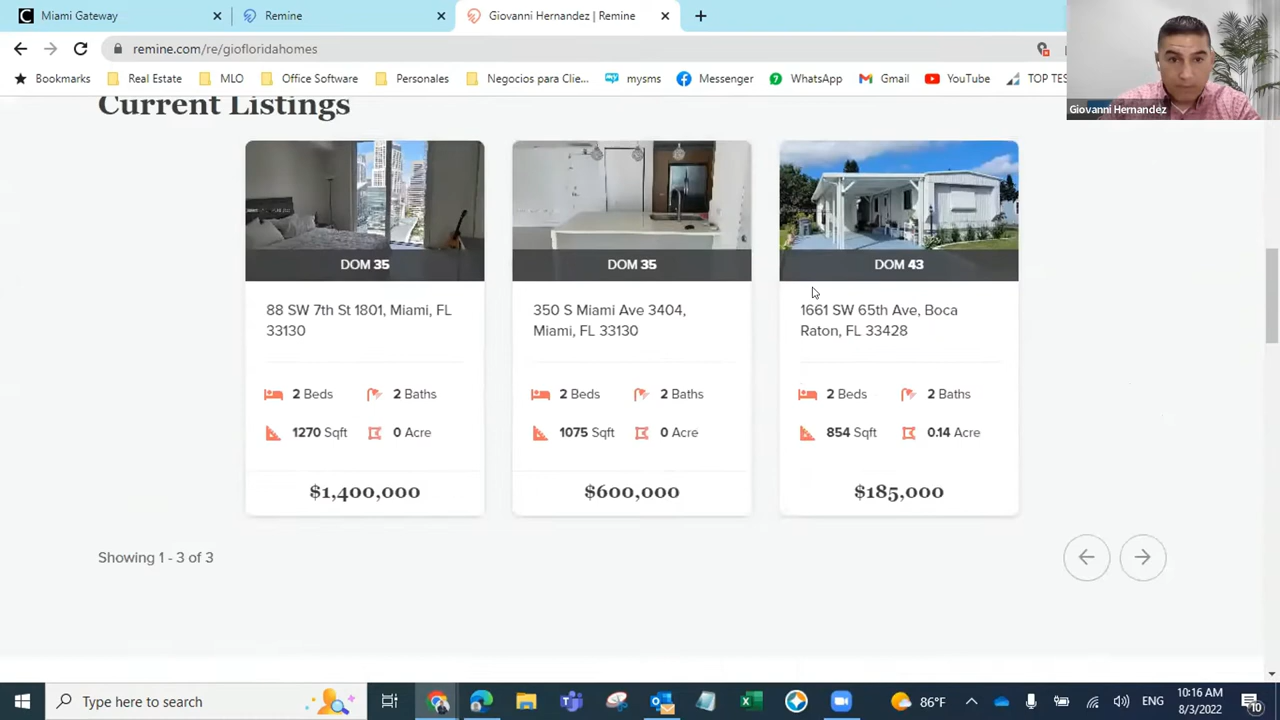 Miami Gateway
Remine
Giovanni Hernandez | Remine
remine.com/re/giofloridahomes
Bookmarks
Real Estate
MLO
Office Software
Personales
Negocios para Clie...
mysms
Messenger
WhatsApp
Gmail
YouTube
TOP TES
Giovanni Hernandez
Current Listings
DOM 35
DOM 35
DOM 43
88 SW 7th St 1801, Miami, FL
33130
350 S Miami Ave 3404,
Miami, FL 33130
1661 SW 65th Ave, Boca
Raton, FL 33428
2 Beds
2 Baths
2 Beds
2 Baths
2 Beds
2 Baths
1270 Sqft
0 Acre
1075 Sqft
0 Acre
854 Sqft
0.14 Acre
$1,400,000
$600,000
$185,000
Showing 1 - 3 of 3
Type here to search
86°F
ENG
10:16 AM
8/3/2022
10